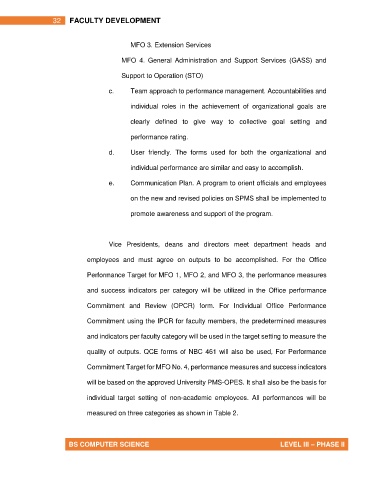 32 FACULTY DEVELOPMENT
MFO 3. Extension Services
MFO 4. General Administration and Support Services (GASS) and
Support to Operation (STO)
c. Team approach to performance management. Accountabilities and
individual roles in the achievement of organizational goals are
clearly defined to give way to collective goal setting and
performance rating.
d. User friendly. The forms used for both the organizational and
individual performance are similar and easy to accomplish.
e. Communication Plan. A program to orient officials and employees
on the new and revised policies on SPMS shall be implemented to
promote awareness and support of the program.
Vice Presidents, deans and directors meet department heads and
employees and must agree on outputs to be accomplished. For the Office
Performance Target for MFO 1, MFO 2, and MFO 3, the performance measures
and success indicators per category will be utilized in the Office performance
Commitment and Review (OPCR) form. For Individual Office Performance
Commitment using the IPCR for faculty members, the predetermined measures
and indicators per faculty category will be used in the target setting to measure the
quality of outputs. QCE forms of NBC 461 will also be used, For Performance
Commitment Target for MFO No. 4, performance measures and success indicators
will be based on the approved University PMS-OPES. It shall also be the basis for
individual target setting of non-academic employees. All performances will be
measured on three categories as shown in Table 2.
BS COMPUTER SCIENCE LEVEL III – PHASE II